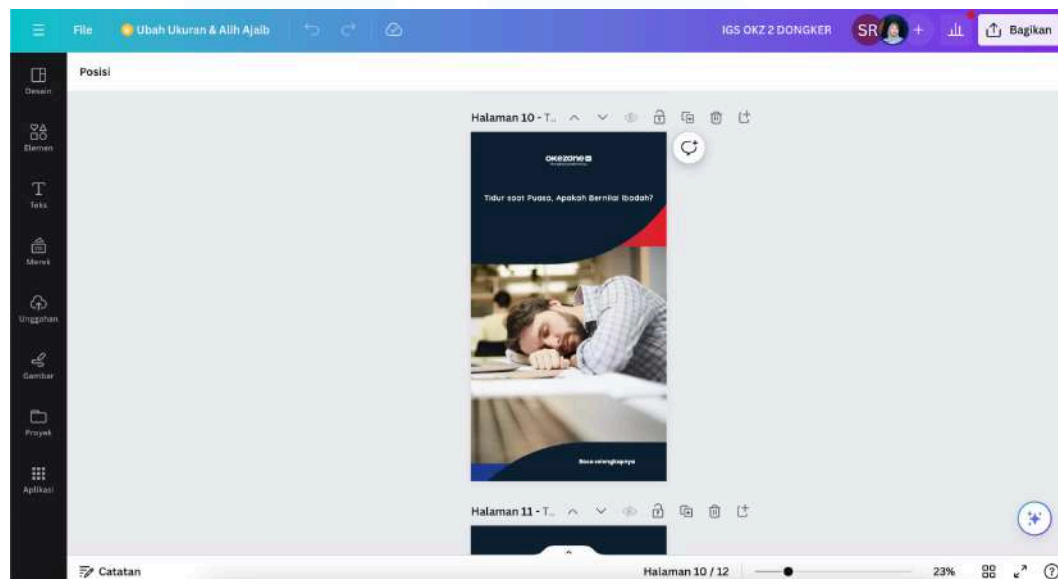 File
Ubah Ukuran & Alih Ajaib
IGS OKZ 2 DONGKER
SR
+
Bagikan
Posisi
Desain
Elemen
T
Teks
Merek
Unggahan
Gambar
Proyek
Aplikasi
Halaman 10 - T...
okezone
Tidur saat Puasa, Apakah Bernilai Ibadah?
Baca selengkapnya
Halaman 11 - T...
Catatan
Halaman 10 / 12
23%
?